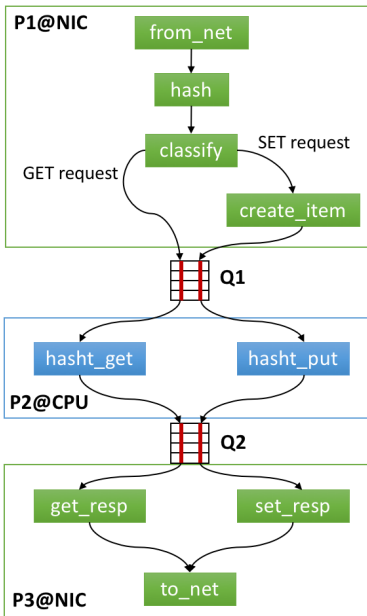 P1@NIC
from_net
hash
classify
SET request
GET request
create_item
Q1
hasht_get
hasht_put
P2@CPU
Q2
get_resp
set_resp
to_net
P3@NIC